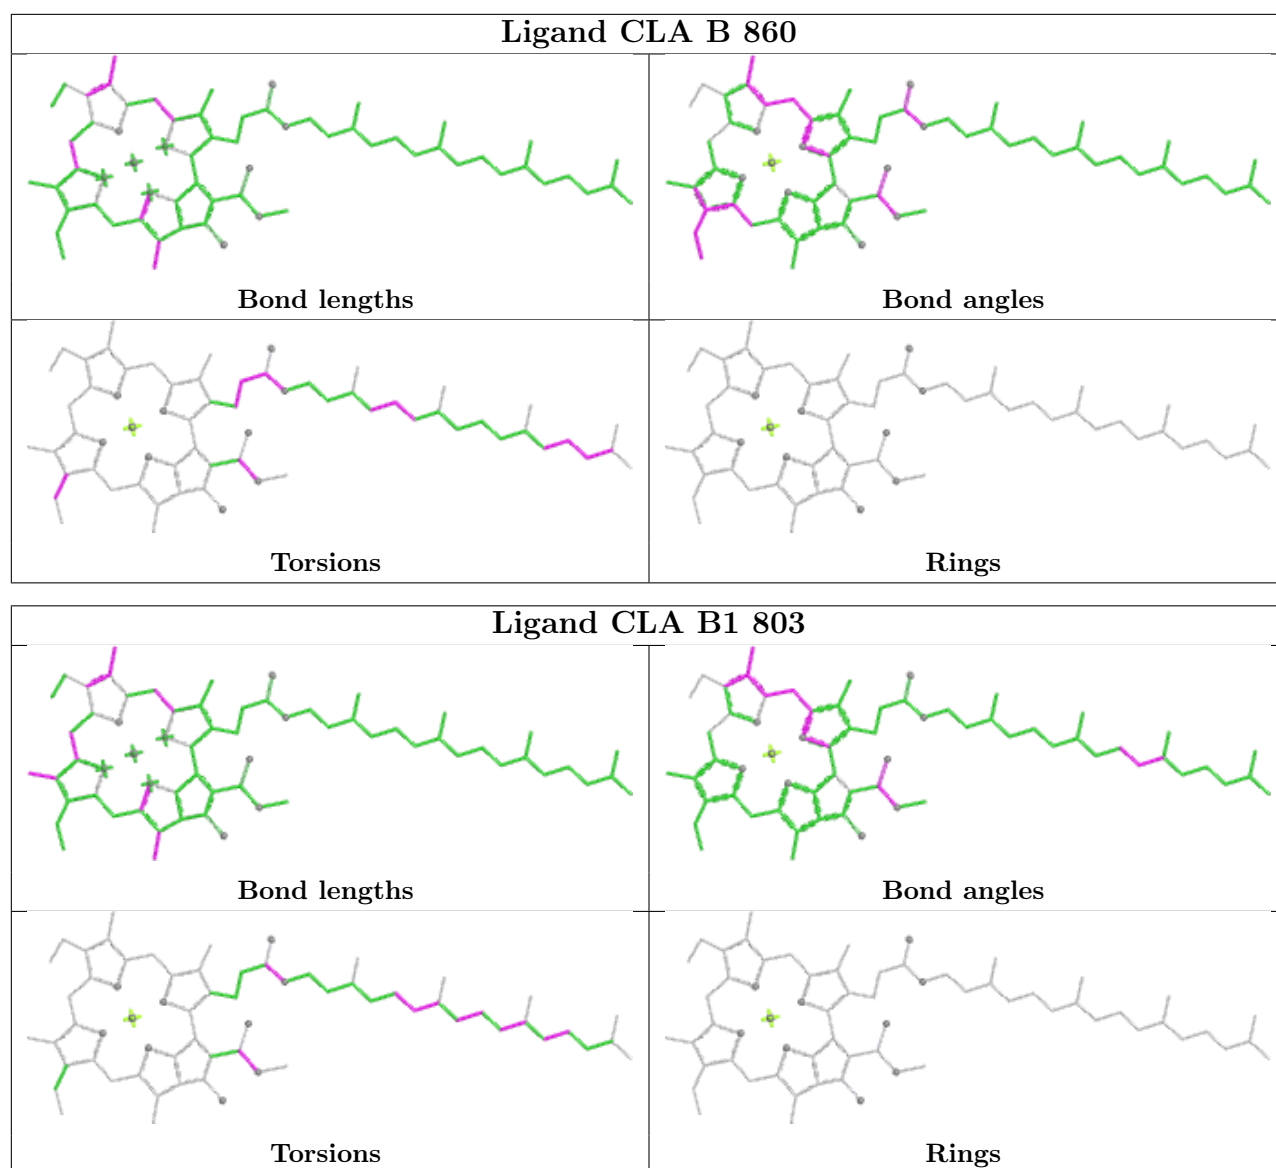 Ligand CLA B 860
Bond lengths
Bond angles
Torsions
Rings
Ligand CLA B1 803
Bond lengths
Bond angles
Torsions
Rings